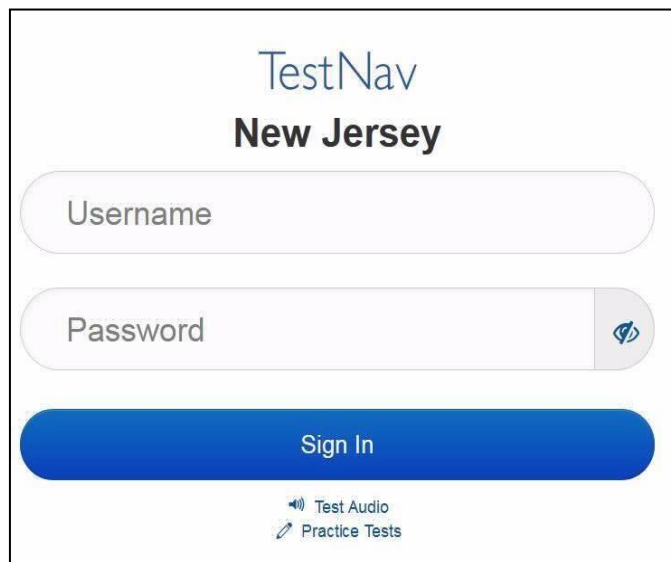 TestNav
New Jersey
Username
Password
Sign In
Test Audio
Practice Tests